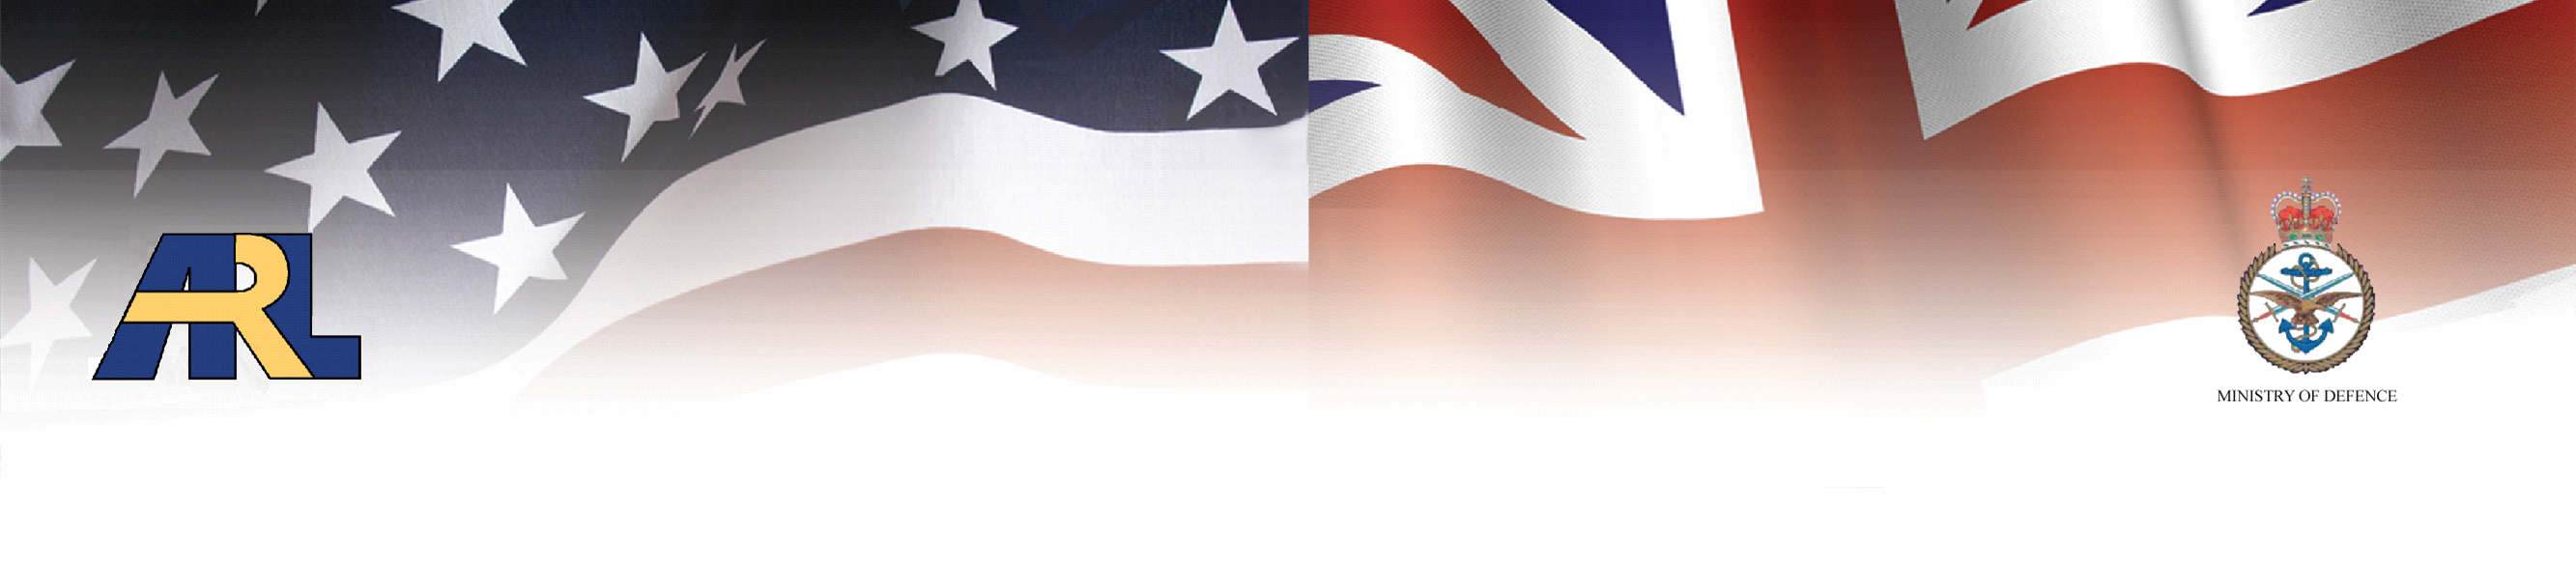 ARL
MINISTRY OF DEFENCE